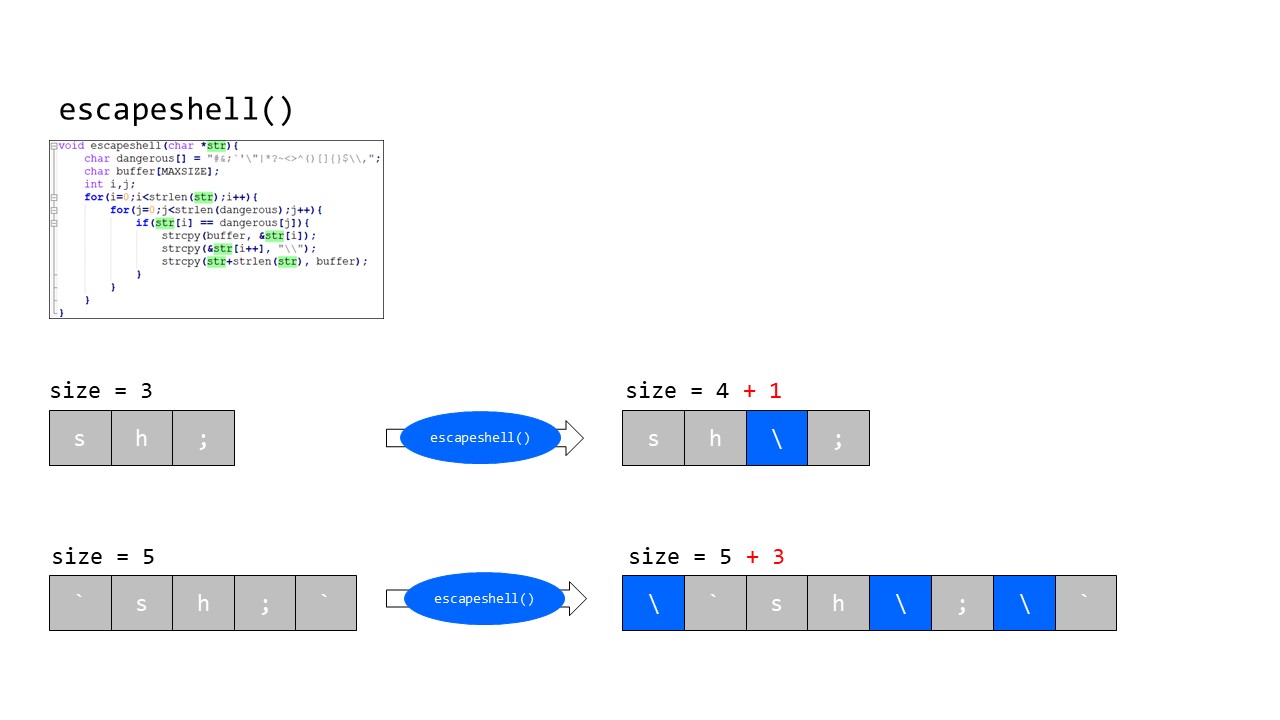 escapeshell()
void escapeshell(char *str){
char dangerous[] = "#&;`'\"|*?~<>^()[]{}$\\,";
char buffer[MAXSIZE];
int i,j;
for(i=0;i<strlen(str);i++){
for(j=0;j<strlen(dangerous);j++){
if(str[i] == dangerous[j]){
strcpy(buffer, &str[i]);
strcpy(&str[i++], "\\");
strcpy(str+strlen(str), buffer);
}
}
}
}
size = 3
size = 4 + 1
s h ;
escapeshell()
s h \ ;
size = 5
size = 5 + 3
` s h ; `
escapeshell()
\ ` s h \ ; \ `